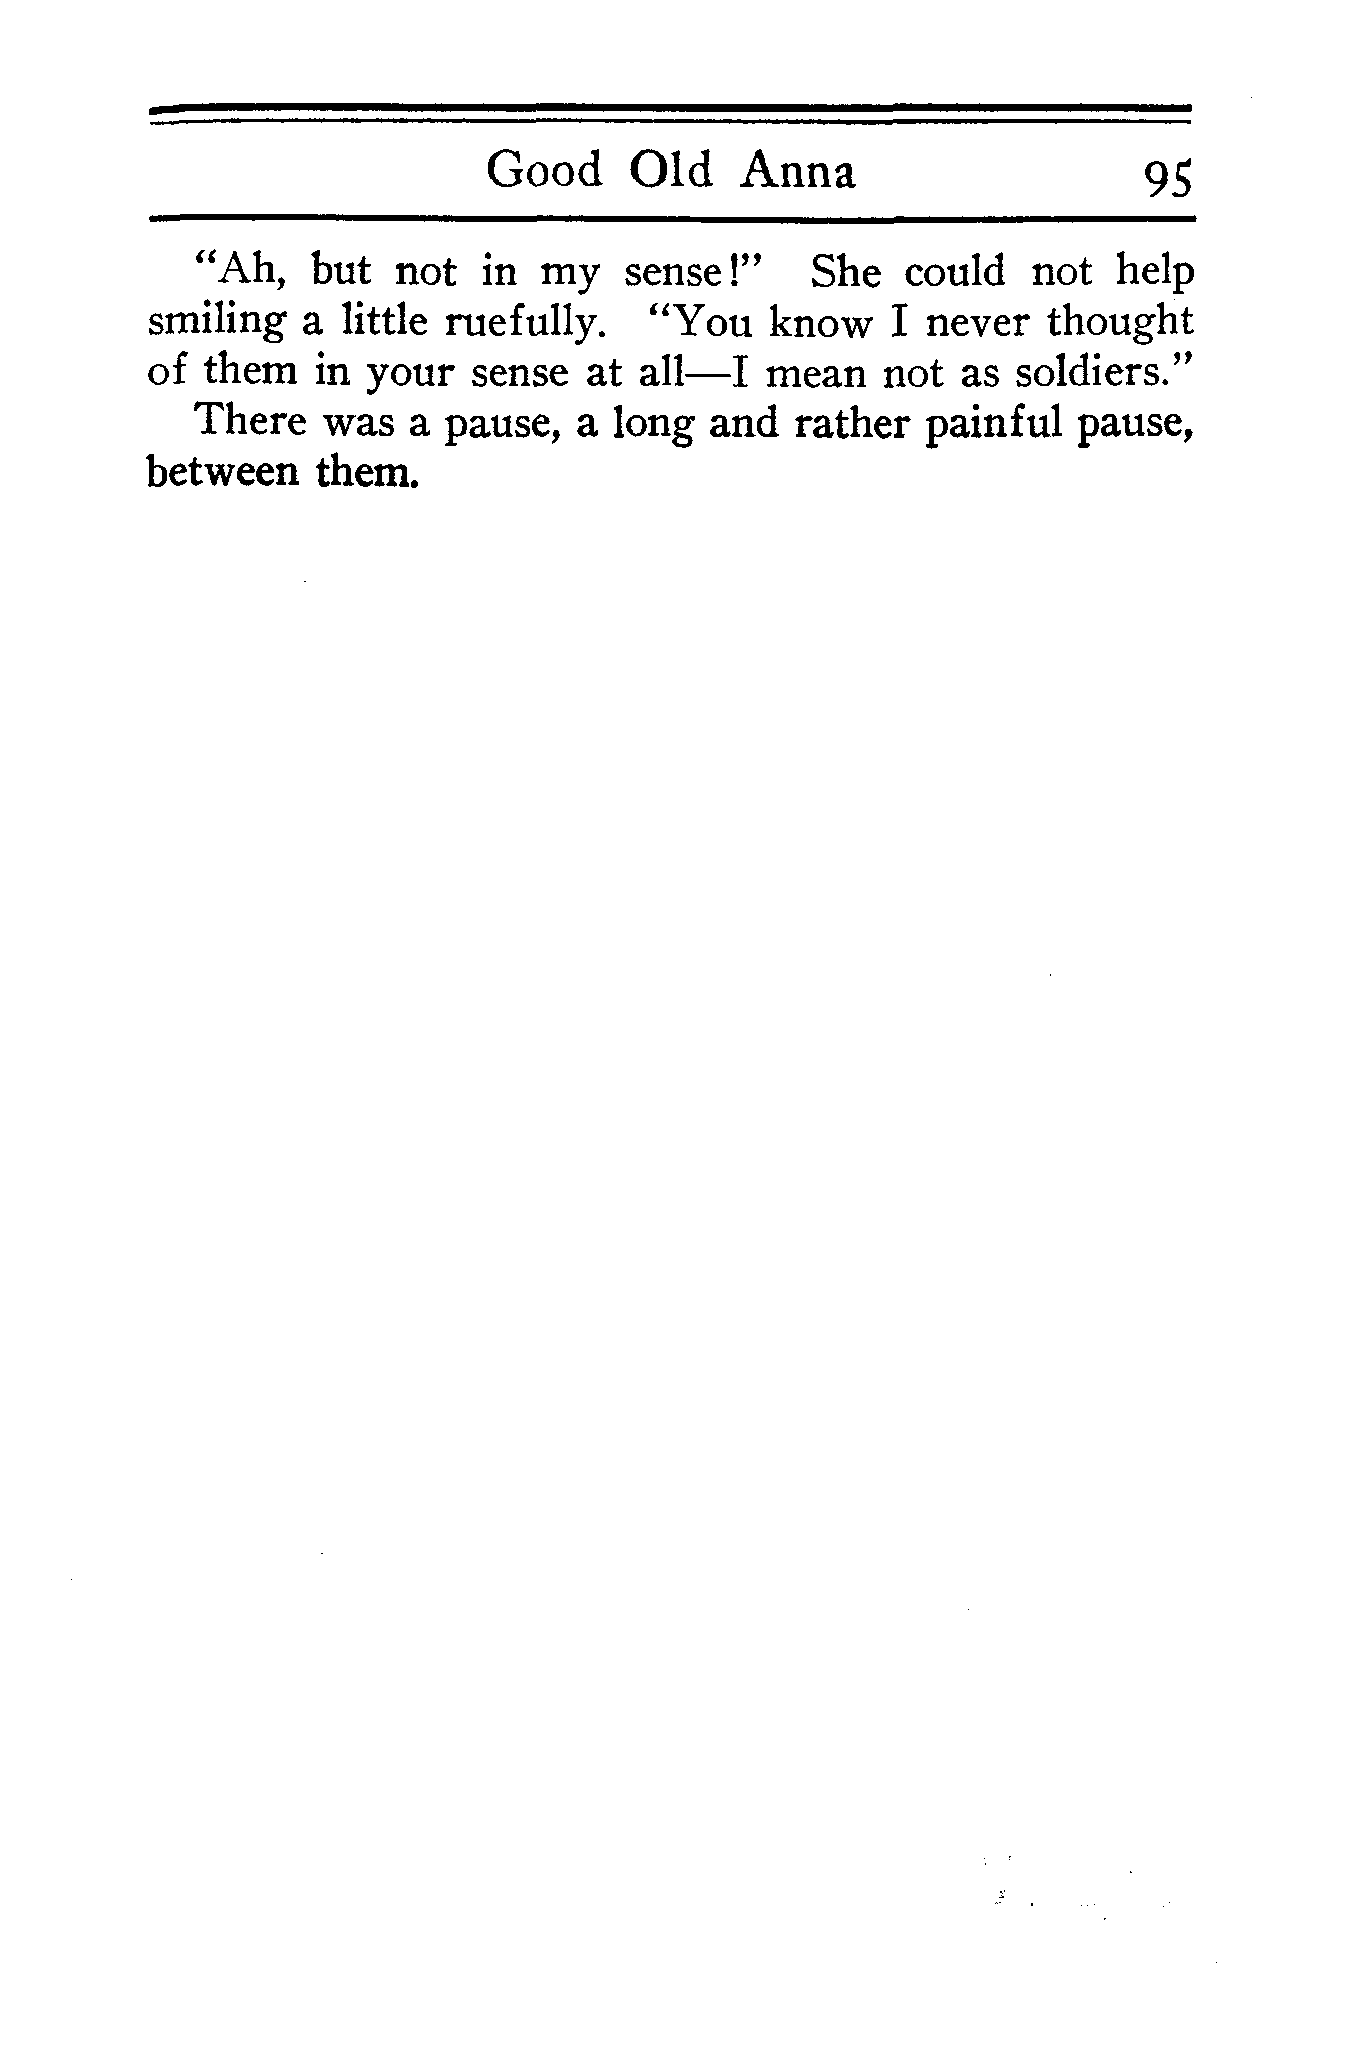 Good Old Anna 95
"Ah, but not in my sense!" She could not help
smiling a little ruefully. "You know I never thought
of them in your sense at all—I mean not as soldiers."
There was a pause, a long and rather painful pause,
between them.